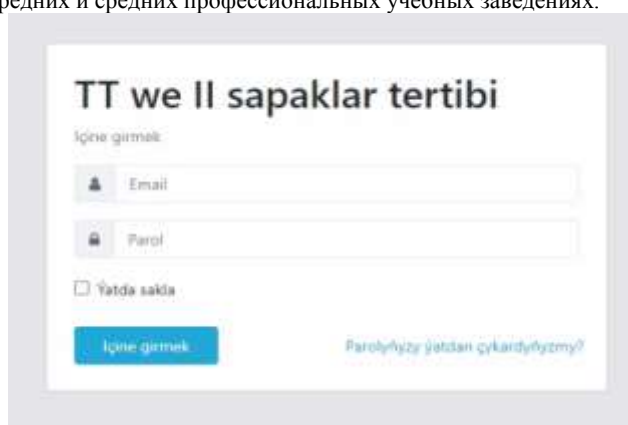 редних и средних профессиональных учебных заведениях.
TT we II sapaklar tertibi
Içine girmek
Email
Parol
Ýatda sakla
Içine girmek
Parolyňyzy ýatdan çykardyňyzmy?